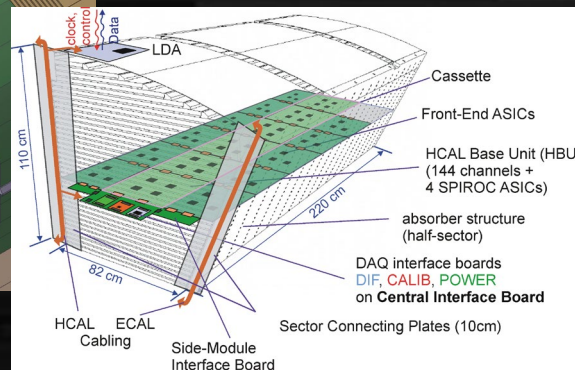 clock,
control
Data
LDA
Cassette
Front-End ASICs
110 cm
HCAL Base Unit (HBU
(144 channels +
4 SPIROC ASICs)
220 cm
absorber structure
(half-sector)
DAQ interface boards
DIF, CALIB, POWER
on Central Interface Board
82 cm
HCAL ECAL
Cabling
Sector Connecting Plates (10cm)
Side-Module
Interface Board